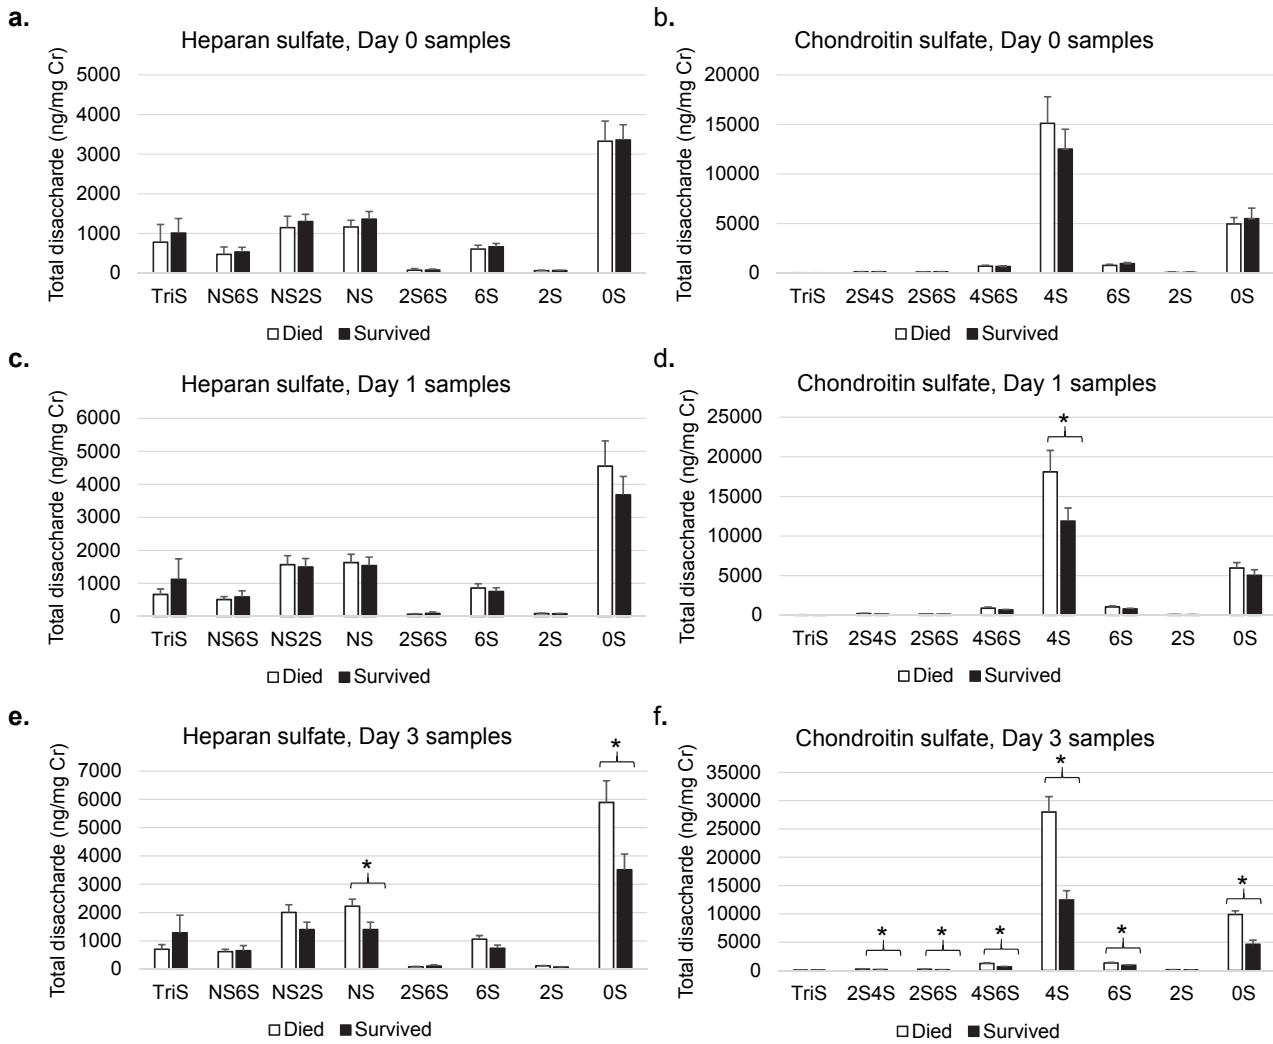 a.
Heparan sulfate, Day 0 samples
Total disaccharde (ng/mg Cr)
5000
4000
3000
2000
1000
0
TriS NS6S NS2S NS 2S6S 6S 2S 0S
Died Survived
b.
Chondroitin sulfate, Day 0 samples
Total disaccharde (ng/mg Cr)
20000
15000
10000
5000
0
TriS 2S4S 2S6S 4S6S 4S 6S 2S 0S
Died Survived
c.
Heparan sulfate, Day 1 samples
Total disaccharde (ng/mg Cr)
6000
5000
4000
3000
2000
1000
0
TriS NS6S NS2S NS 2S6S 6S 2S 0S
Died Survived
d.
Chondroitin sulfate, Day 1 samples
Total disaccharde (ng/mg Cr)
25000
20000
15000
10000
5000
0
*
TriS 2S4S 2S6S 4S6S 4S 6S 2S 0S
Died Survived
e.
Heparan sulfate, Day 3 samples
Total disaccharde (ng/mg Cr)
7000
6000
5000
4000
3000
2000
1000
0
* *
TriS NS6S NS2S NS 2S6S 6S 2S 0S
Died Survived
f.
Chondroitin sulfate, Day 3 samples
Total disaccharde (ng/mg Cr)
35000
30000
25000
20000
15000
10000
5000
0
* * * * * *
TriS 2S4S 2S6S 4S6S 4S 6S 2S 0S
Died Survived